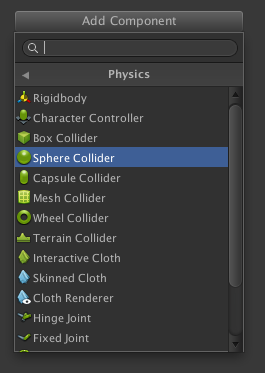 Add Component
Physics
Rigidbody
Character Controller
Box Collider
Sphere Collider
Capsule Collider
Mesh Collider
Wheel Collider
Terrain Collider
Interactive Cloth
Skinned Cloth
Cloth Renderer
Hinge Joint
Fixed Joint